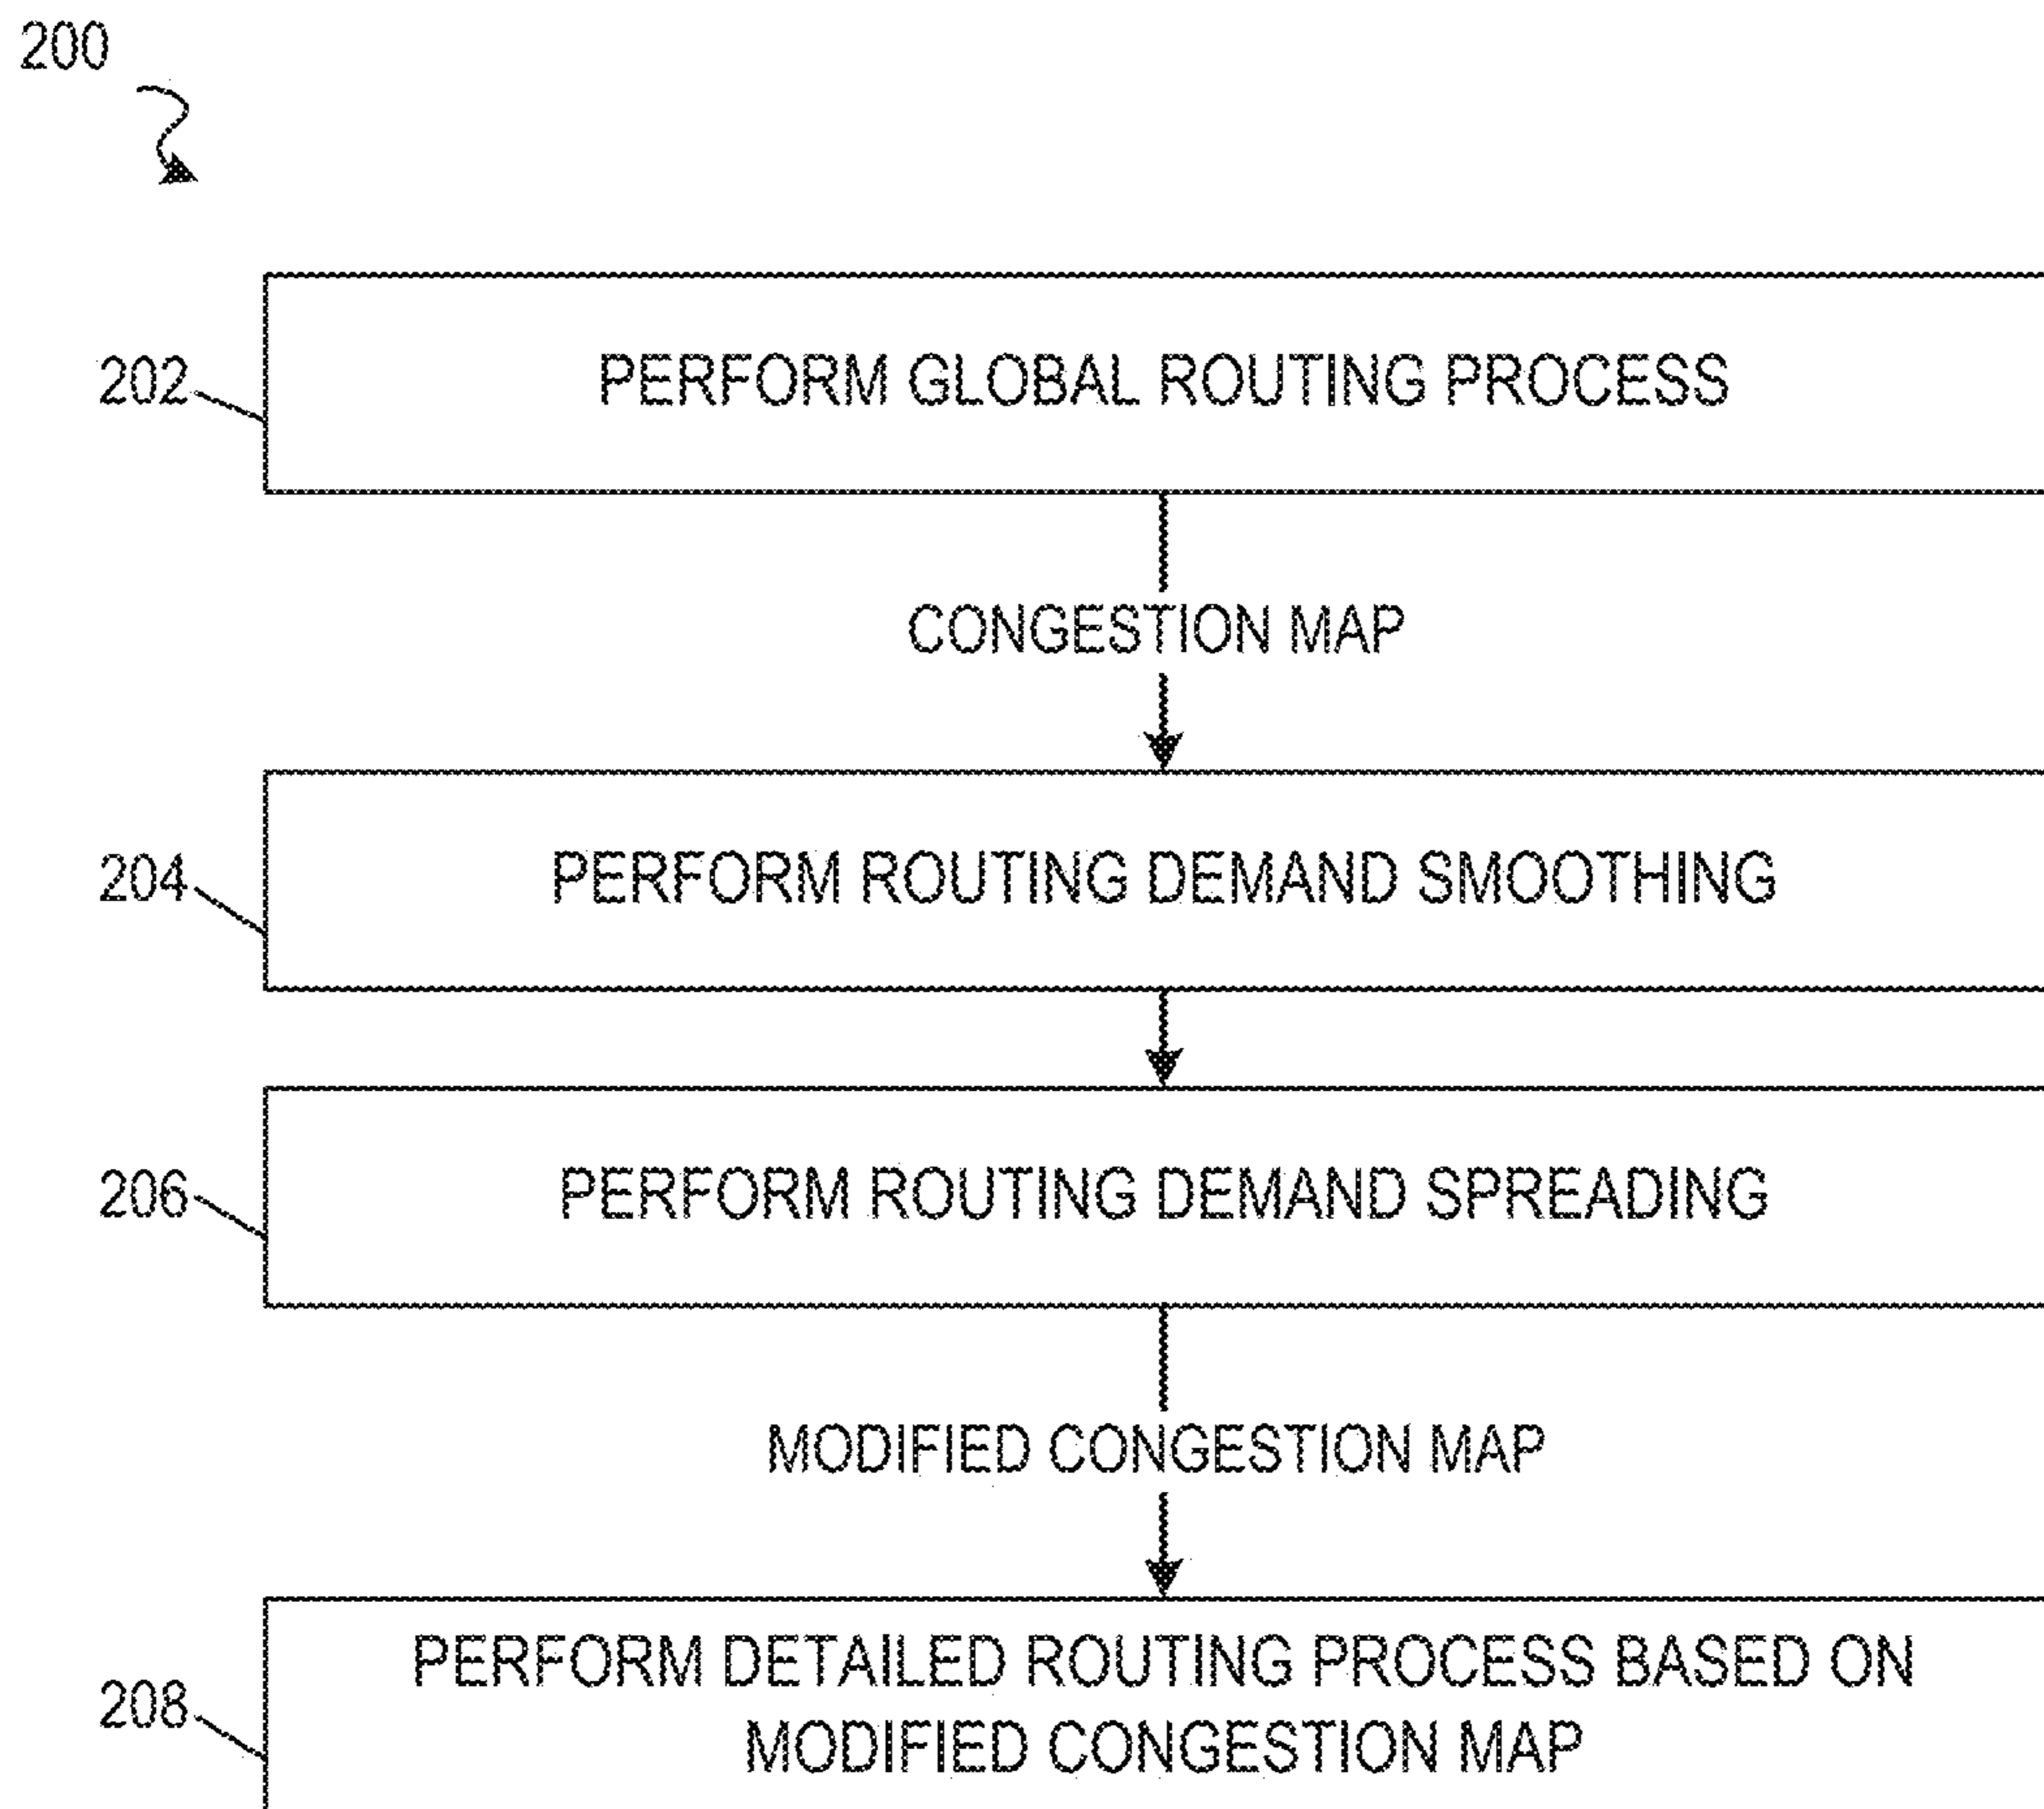 200
202
PERFORM GLOBAL ROUTING PROCESS
CONGESTION MAP
204
PERFORM ROUTING DEMAND SMOOTHING
206
PERFORM ROUTING DEMAND SPREADING
MODIFIED CONGESTION MAP
208
PERFORM DETAILED ROUTING PROCESS BASED ON
MODIFIED CONGESTION MAP